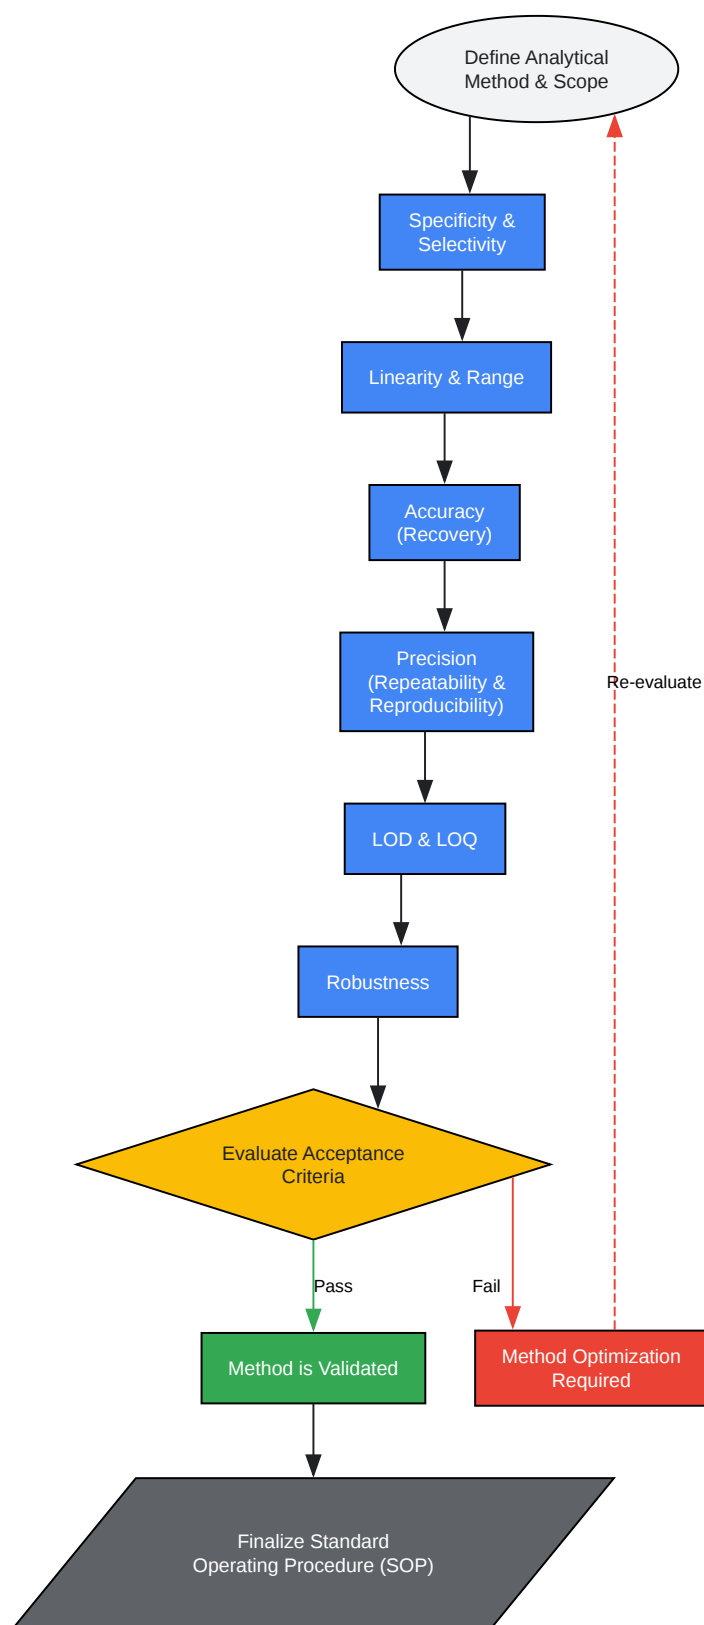 Define Analytical
Method & Scope
Specificity &
Selectivity
Linearity & Range
Accuracy
(Recovery)
Precision
(Repeatability &
Reproducibility)
Re-evaluate
LOD & LOQ
Robustness
Evaluate Acceptance
Criteria
Pass
Fail
Method is Validated
Method Optimization
Required
Finalize Standard
Operating Procedure (SOP)